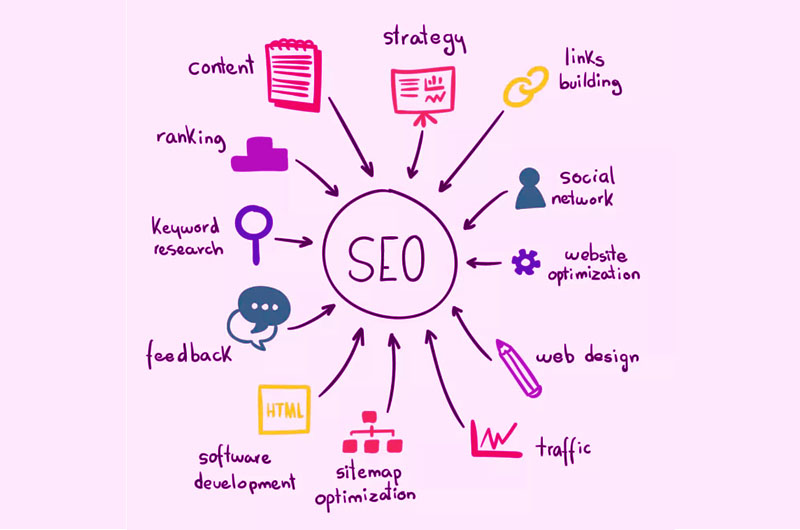 strategy
content
links
building
ranking
social
network
Keyword
research
SEO
website
optimization
feedback
web design
HTML
software
development
sitemap
optimization
traffic